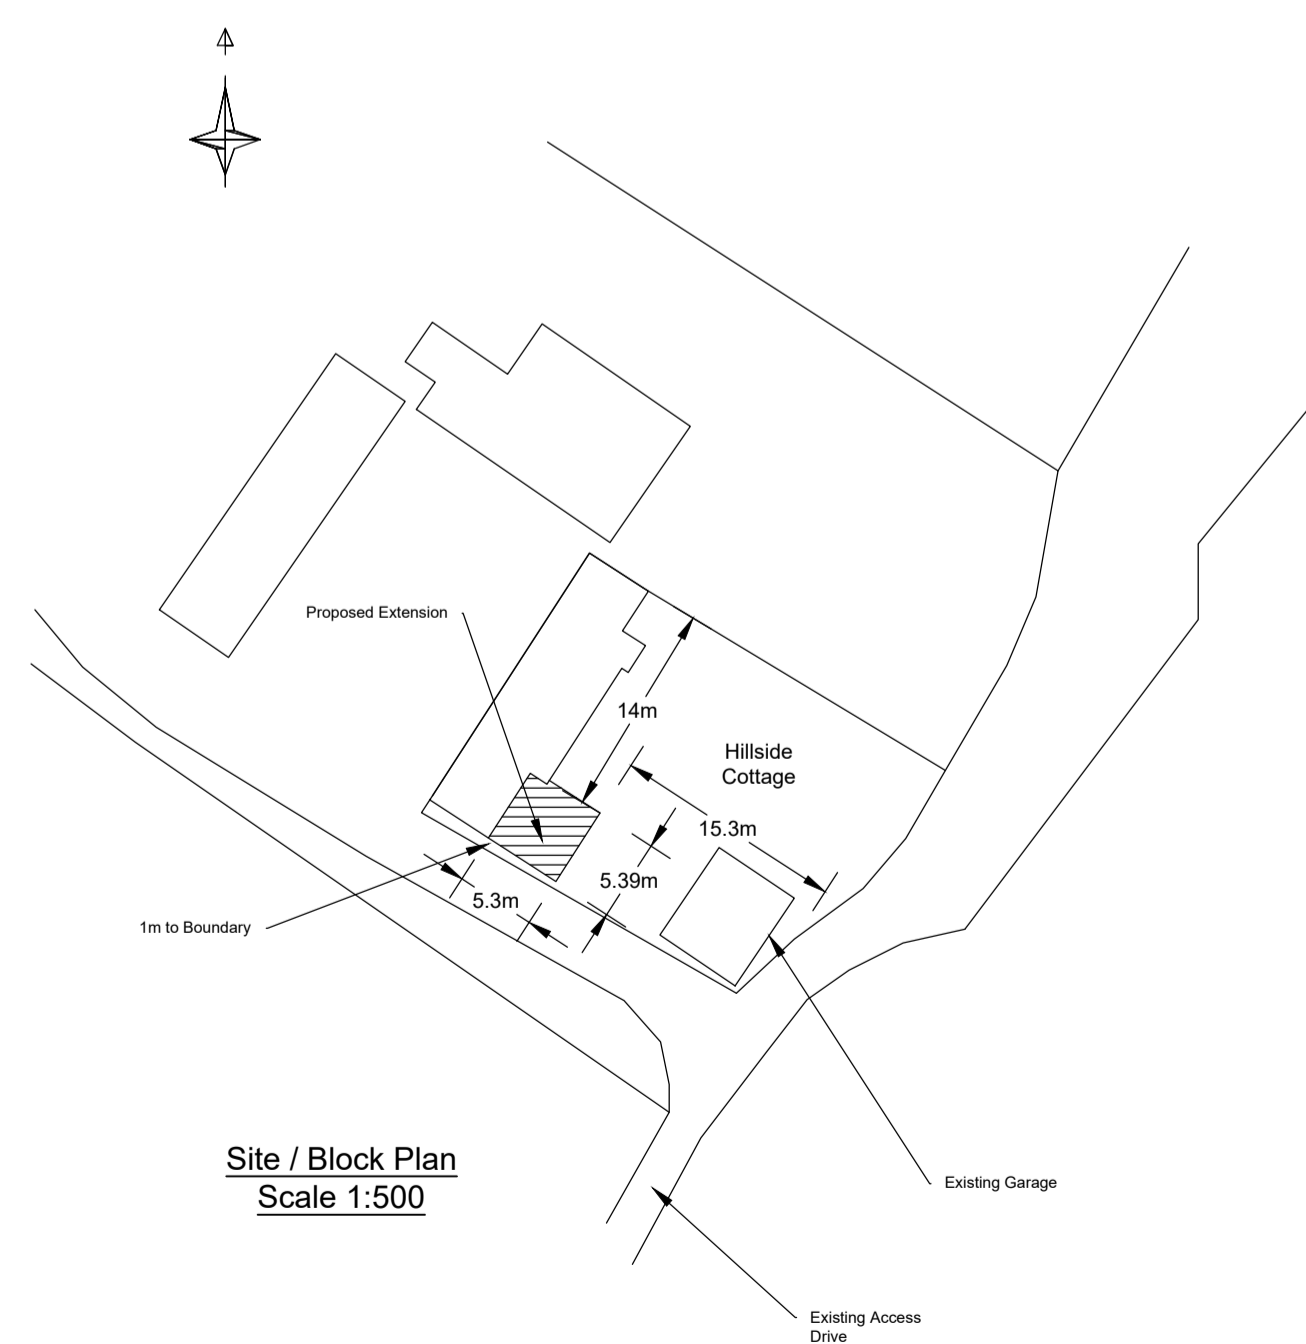 Proposed Extension
14m
Hillside
Cottage
15.3m
5.39m
5.3m
1m to Boundary
Site / Block Plan
Scale 1:500
Existing Garage
Existing Access
Drive